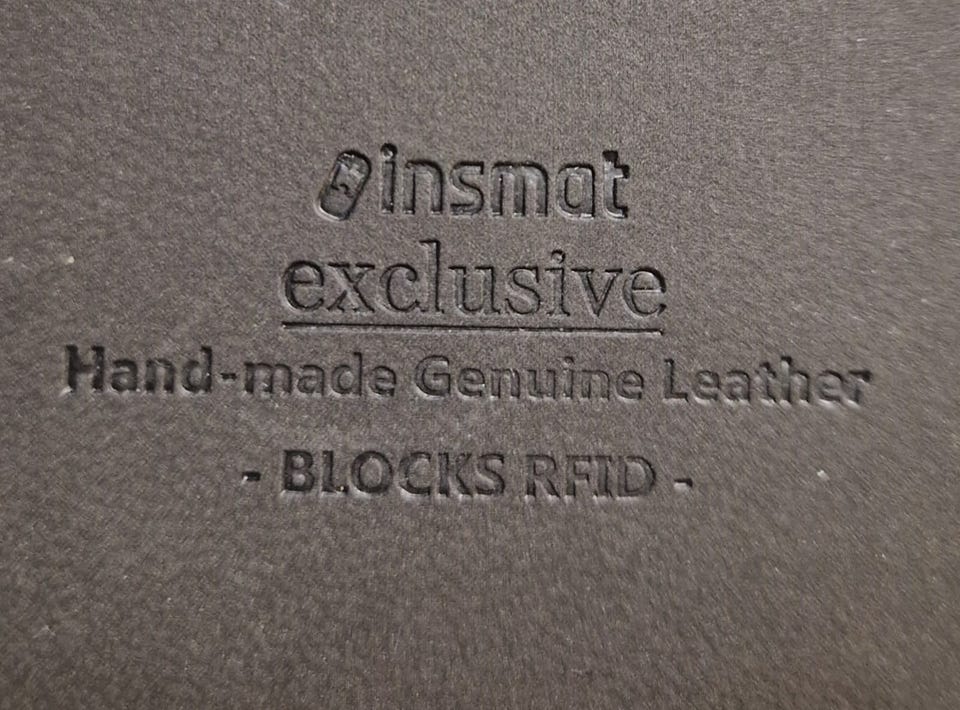 insmat
exclusive
Hand-made Genuine Leather
- BLOCKS RFID -